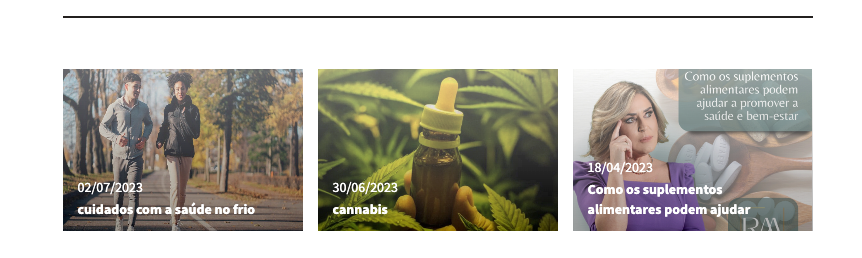 02/07/2023
cuidados com a saúde no frio
30/06/2023
cannabis
Como os suplementos
alimentares podem
ajudar a promover a
saúde e bem-estar
18/04/2023
Como os suplementos
alimentares podem ajudar